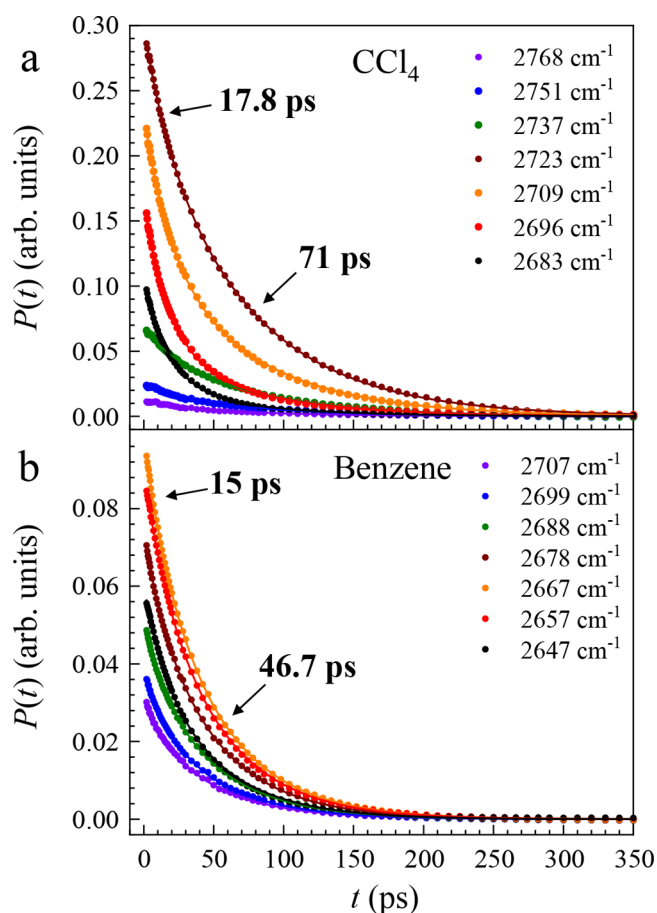 a
CCl₄
P(t) (arb. units)
0.30
0.25
0.20
0.15
0.10
0.05
0.00
17.8 ps
71 ps
2768 cm⁻¹
2751 cm⁻¹
2737 cm⁻¹
2723 cm⁻¹
2709 cm⁻¹
2696 cm⁻¹
2683 cm⁻¹
b
Benzene
P(t) (arb. units)
0.08
0.06
0.04
0.02
0.00
15 ps
46.7 ps
2707 cm⁻¹
2699 cm⁻¹
2688 cm⁻¹
2678 cm⁻¹
2667 cm⁻¹
2657 cm⁻¹
2647 cm⁻¹
0 50 100 150 200 250 300 350
t (ps)